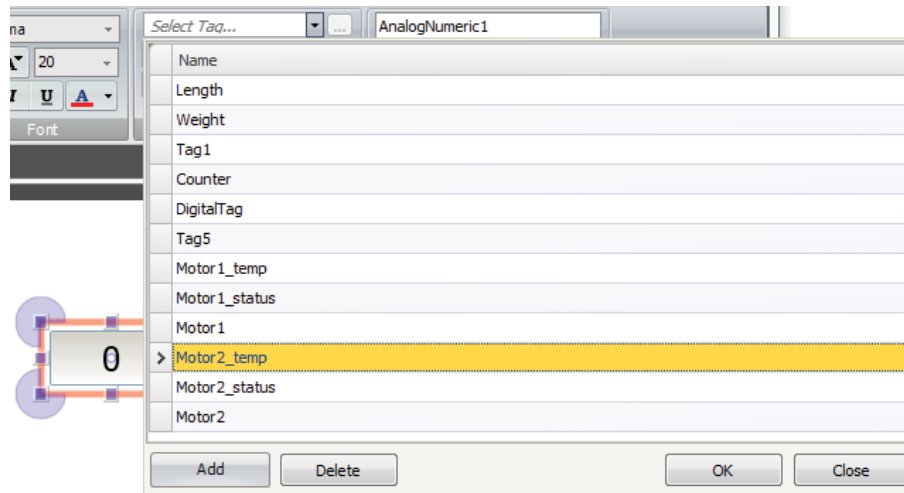 Select Tag... ... AnalogNumeric1
A 20
U A
Font
Name
Length
Weight
Tag1
Counter
DigitalTag
Tag5
Motor1_temp
Motor1_status
Motor1
0
Motor2_temp
Motor2_status
Motor2
Add Delete OK Close